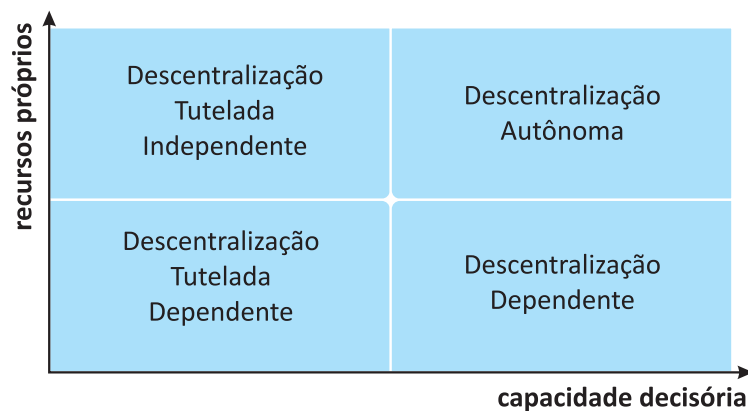 recursos próprios
Descentralização
Tutelada
Independente
Descentralização
Autônoma
Descentralização
Tutelada
Dependente
Descentralização
Dependente
capacidade decisória